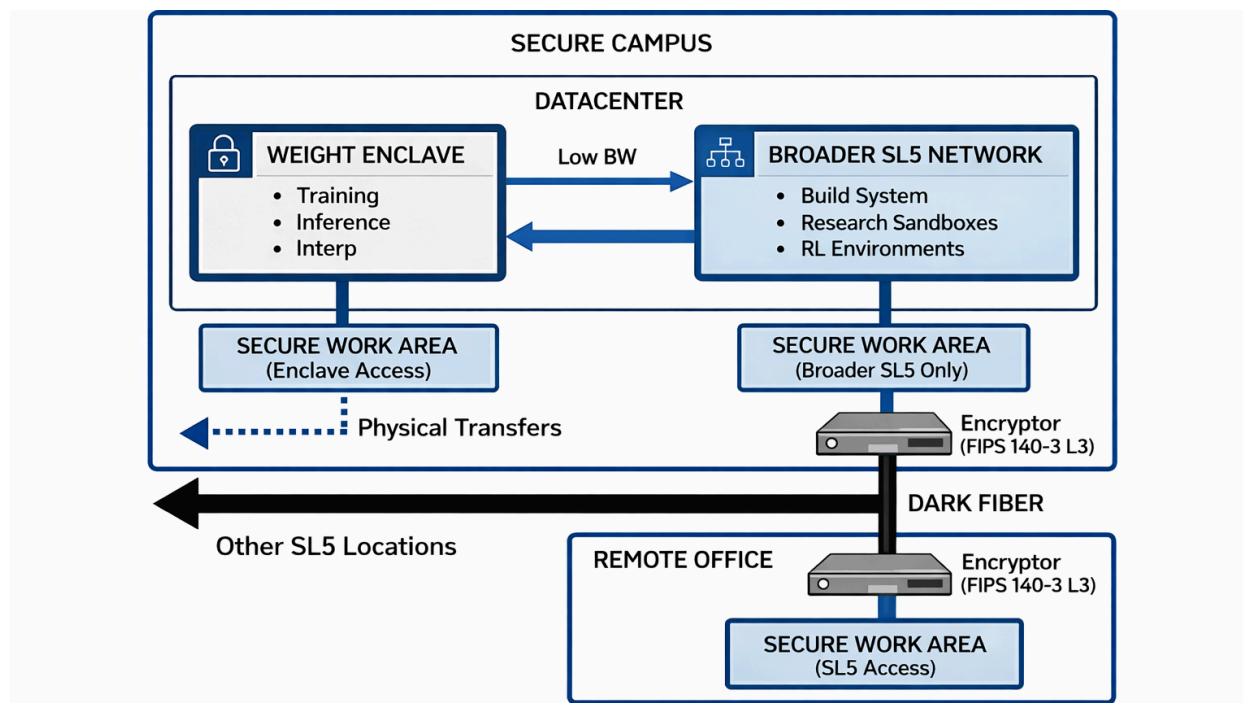 SECURE CAMPUS
DATACENTER
WEIGHT ENCLAVE
• Training
• Inference
• Interp
Low BW
BROADER SL5 NETWORK
• Build System
• Research Sandboxes
• RL Environments
SECURE WORK AREA
(Enclave Access)
SECURE WORK AREA
(Broader SL5 Only)
Physical Transfers
Encryptor
(FIPS 140-3 L3)
DARK FIBER
Other SL5 Locations
REMOTE OFFICE
Encryptor
(FIPS 140-3 L3)
SECURE WORK AREA
(SL5 Access)